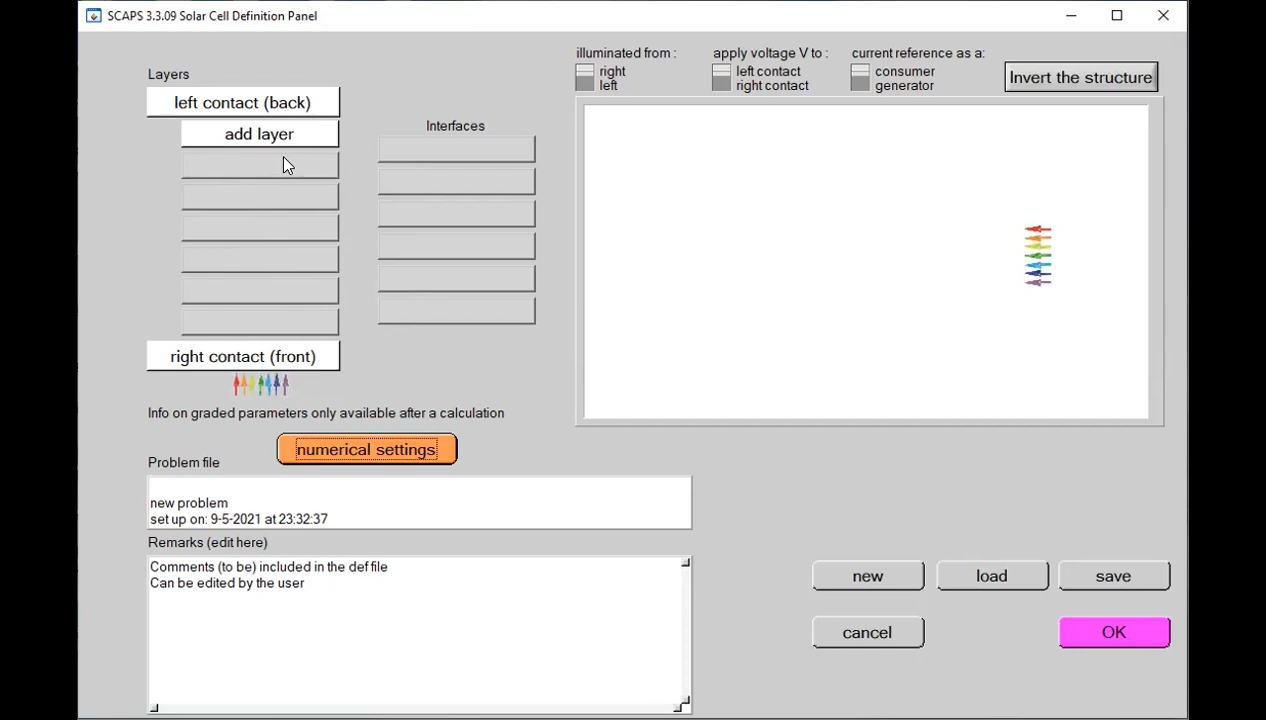 SCAPS 3.3.09 Solar Cell Definition Panel
illuminated from :
right
left
apply voltage V to :
left contact
right contact
current reference as a:
consumer
generator
Invert the structure
Layers
left contact (back)
add layer
Interfaces
right contact (front)
Info on graded parameters only available after a calculation
numerical settings
Problem file
new problem
set up on: 9-5-2021 at 23:32:37
Remarks (edit here)
Comments (to be) included in the def file
Can be edited by the user
new
load
save
cancel
OK